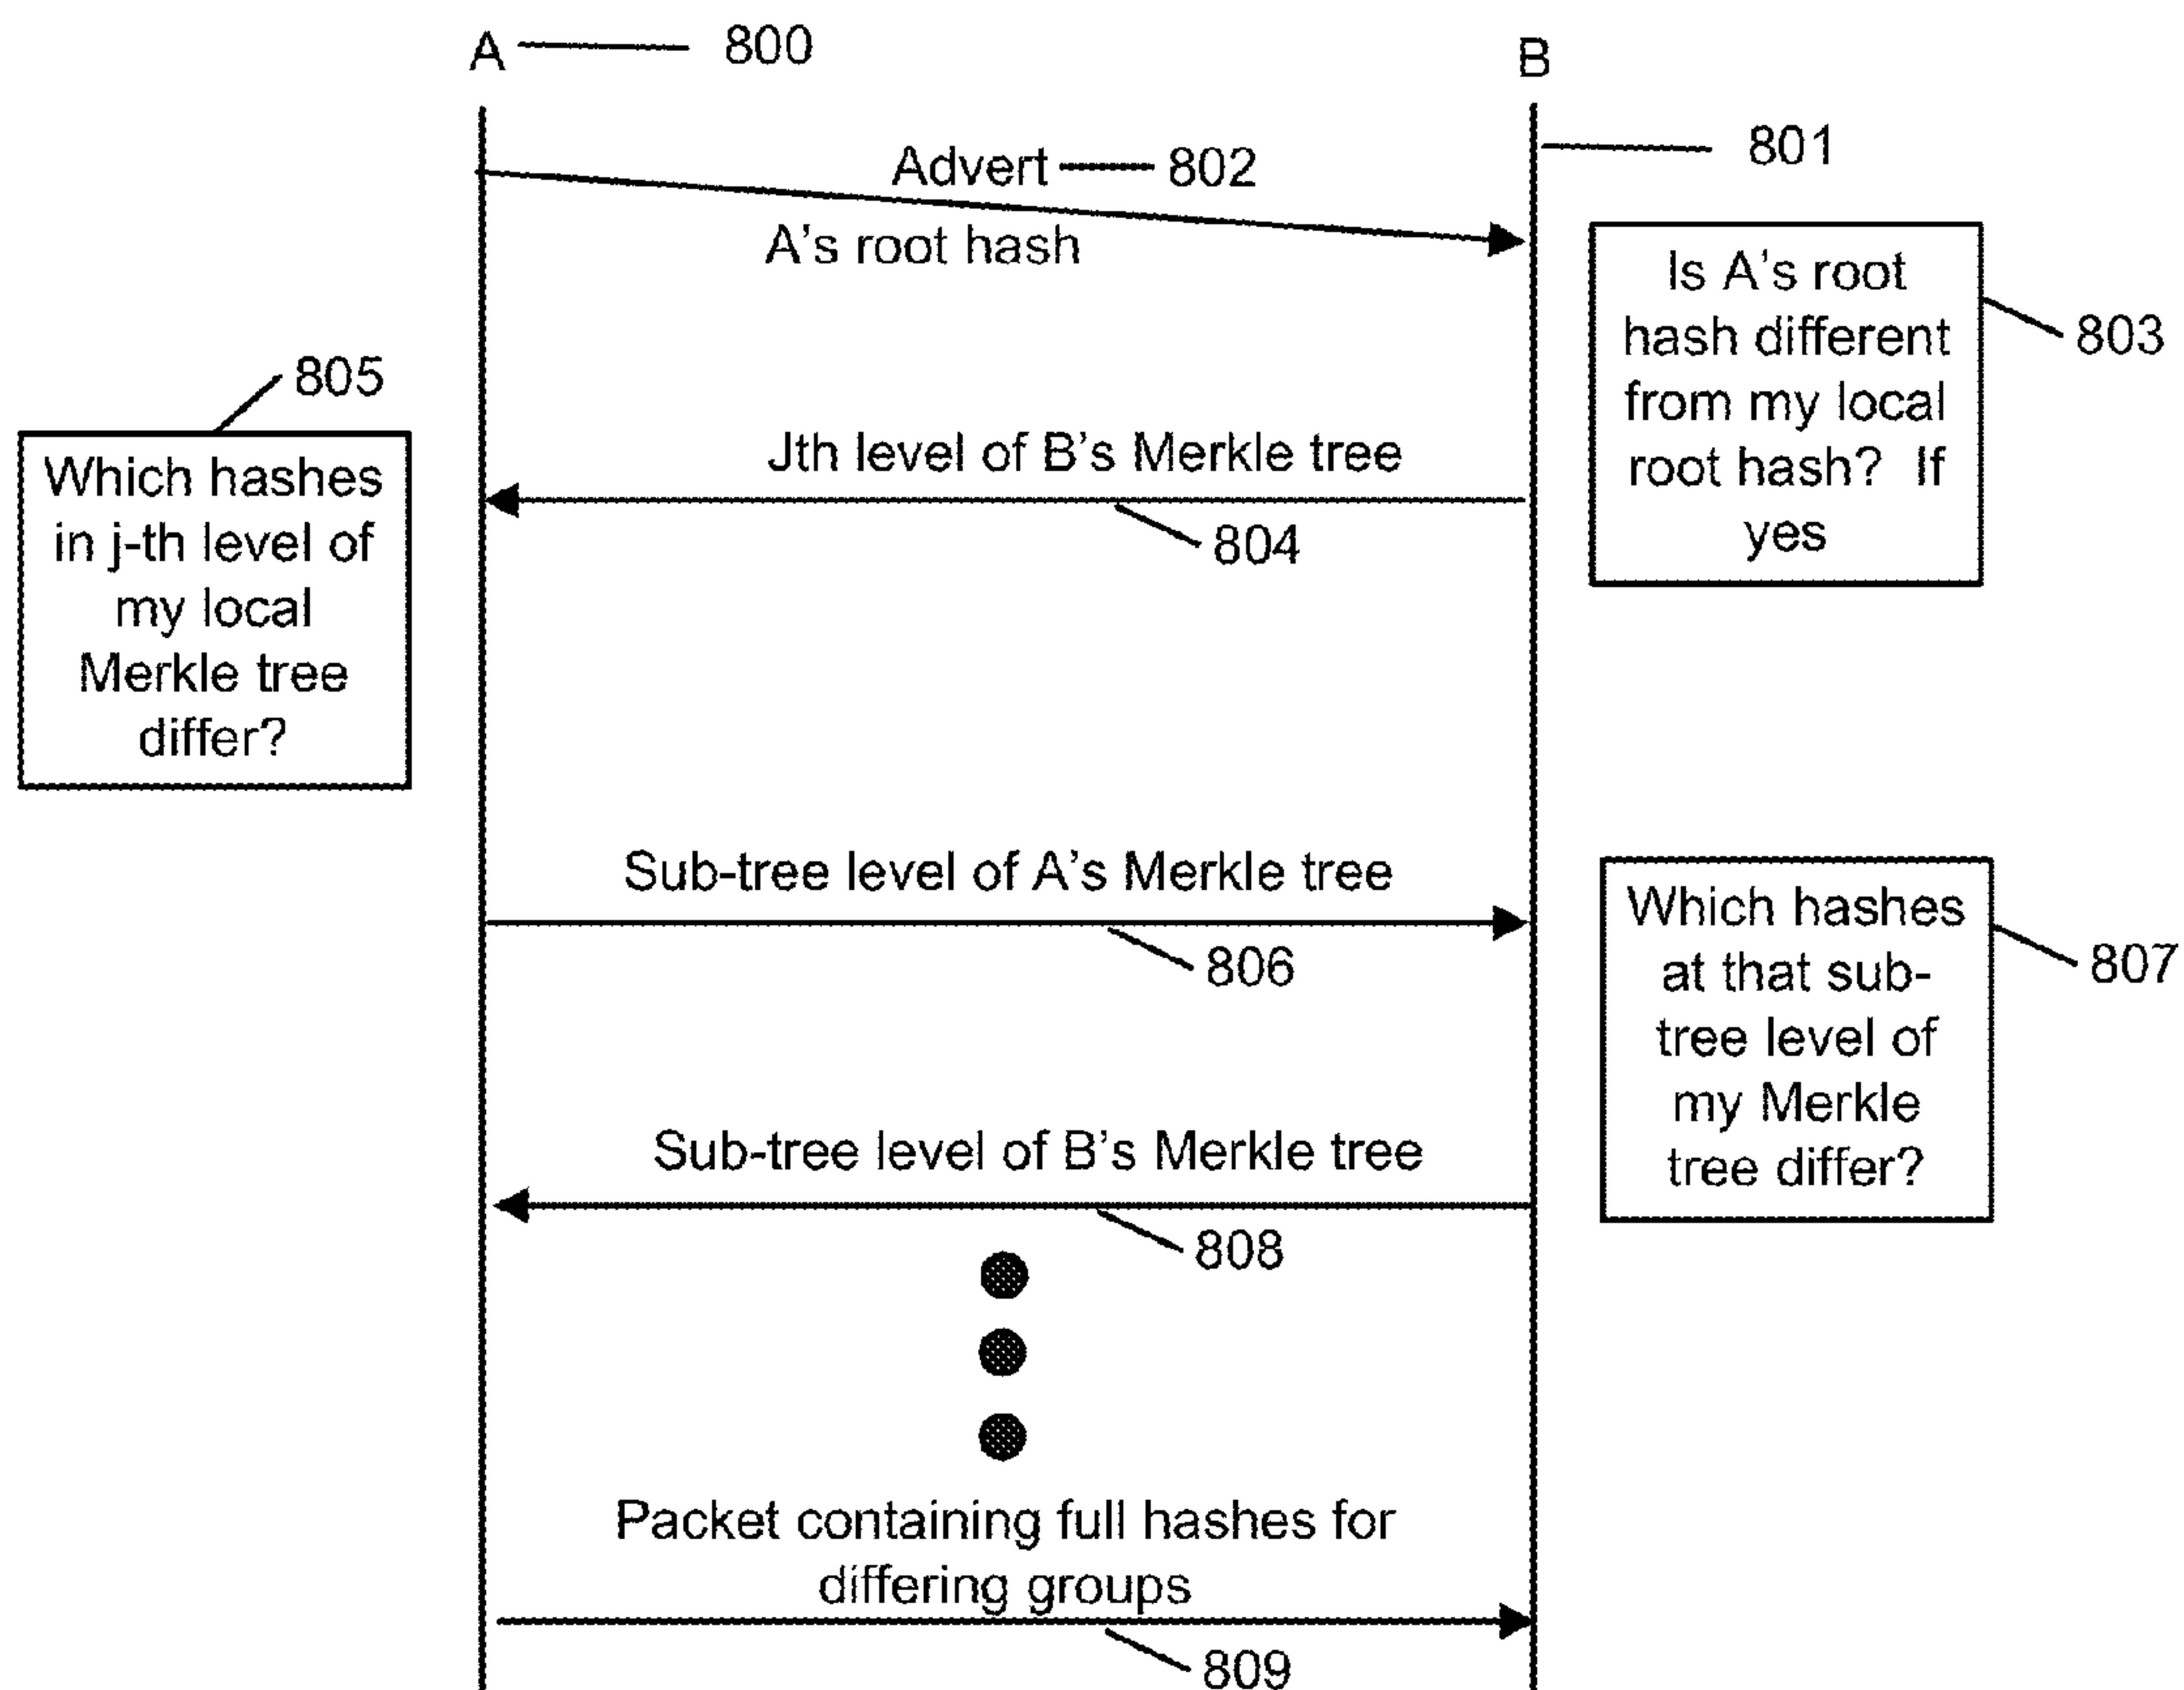 A
800
B
801
Advert
802
A's root hash
Is A's root
hash different
from my local
root hash? If
yes
803
805
Which hashes
in j-th level of
my local
Merkle tree
differ?
Jth level of B's Merkle tree
804
Sub-tree level of A's Merkle tree
806
Which hashes
at that sub-
tree level of
my Merkle
tree differ?
807
Sub-tree level of B's Merkle tree
808
Packet containing full hashes for
differing groups
809